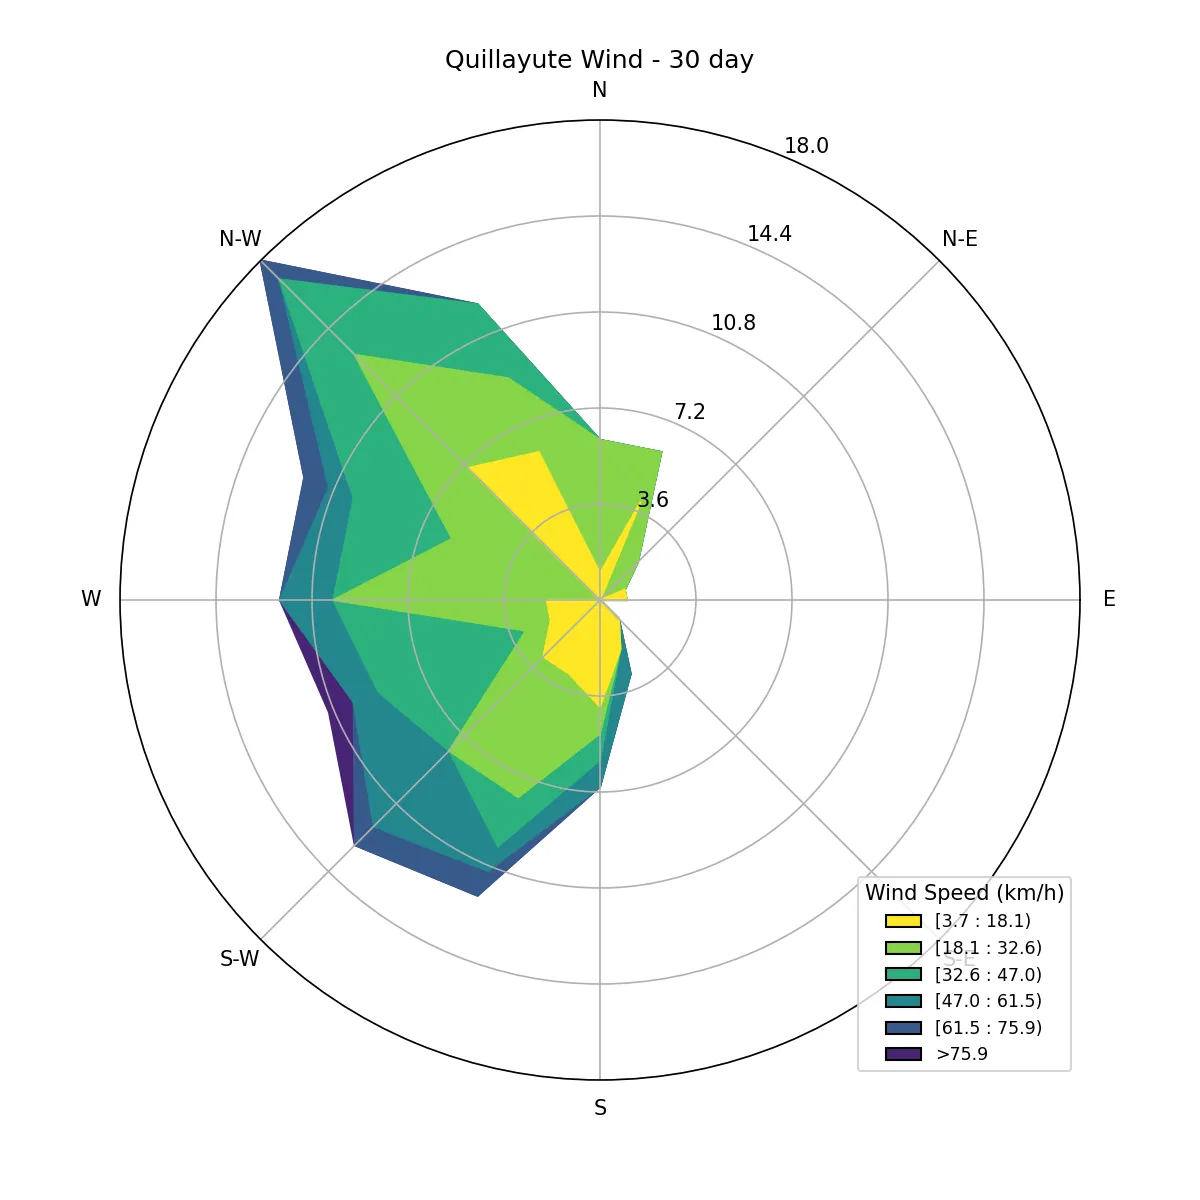 Quillayute Wind - 30 day
N
18.0
14.4
N-W
N-E
10.8
7.2
3.6
W
E
Wind Speed (km/h)
[3.7 : 18.1)
[18.1 : 32.6)
S-W
S-E
[32.6 : 47.0)
[47.0 : 61.5)
[61.5 : 75.9)
>75.9
S